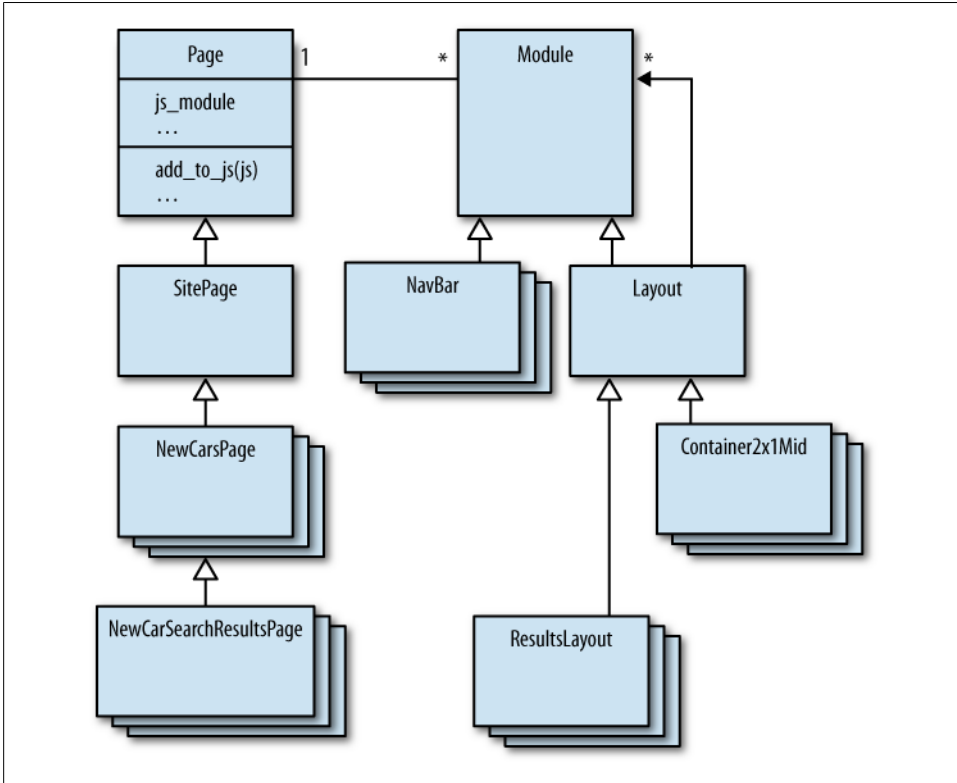 Page
1
*
Module
*
js_module
...
add_to_js(js)
...
SitePage
NavBar
Layout
NewCarsPage
Container2x1Mid
NewCarSearchResultsPage
ResultsLayout